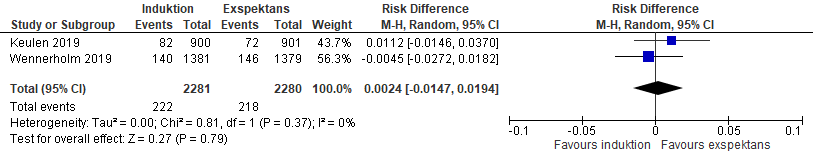 Induktion Exspektans Risk Difference Risk Difference
Study or Subgroup Events Total Events Total Weight M-H, Random, 95% CI M-H, Random, 95% CI
Keulen 2019 82 900 72 901 43.7% 0.0112 [-0.0146, 0.0370]
Wennerholm 2019 140 1381 146 1379 56.3% -0.0045 [-0.0272, 0.0182]
Total (95% CI) 2281 2280 100.0% 0.0024 [-0.0147, 0.0194]
Total events 222 218
Heterogeneity: Tau² = 0.00; Chi² = 0.81, df = 1 (P = 0.37); I² = 0%
Test for overall effect: Z = 0.27 (P = 0.79)
-0.1 -0.05 0 0.05 0.1
Favours induktion Favours exspektans